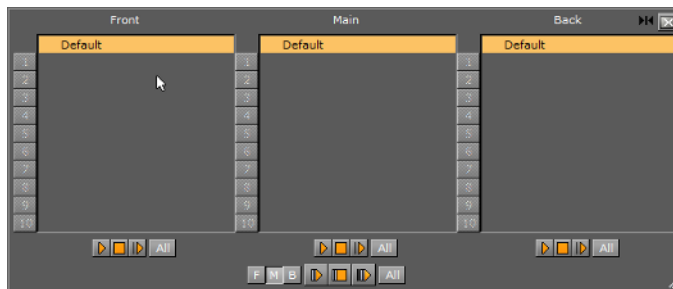 Front Main Back
Default Default Default
1 1 1
2 2 2
3 3 3
4 4 4
5 5 5
6 6 6
7 7 7
8 8 8
9 9 9
10 10 10
All All All
F M B All